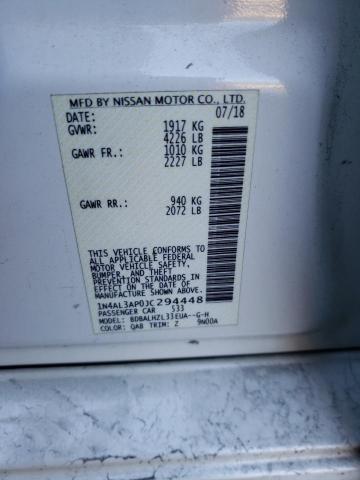 MFD BY NISSAN MOTOR CO., LTD.
DATE: 07/18
GVWR: 1917 KG
4226 LB
GAWR FR.: 1010 KG
2227 LB
GAWR RR.: 940 KG
2072 LB
THIS VEHICLE CONFORMS TO
ALL APPLICABLE FEDERAL
MOTOR VEHICLE SAFETY,
BUMPER, AND THEFT
PREVENTION STANDARDS
IN EFFECT ON THE DATE
OF MANUFACTURE SHOWN ABOVE.
1N4AL3AP0JC294448
PASSENGER CAR 533
MODEL: BDBALHZL33EUA--G-H
COLOR: QAB TRIM: Z 9N00A